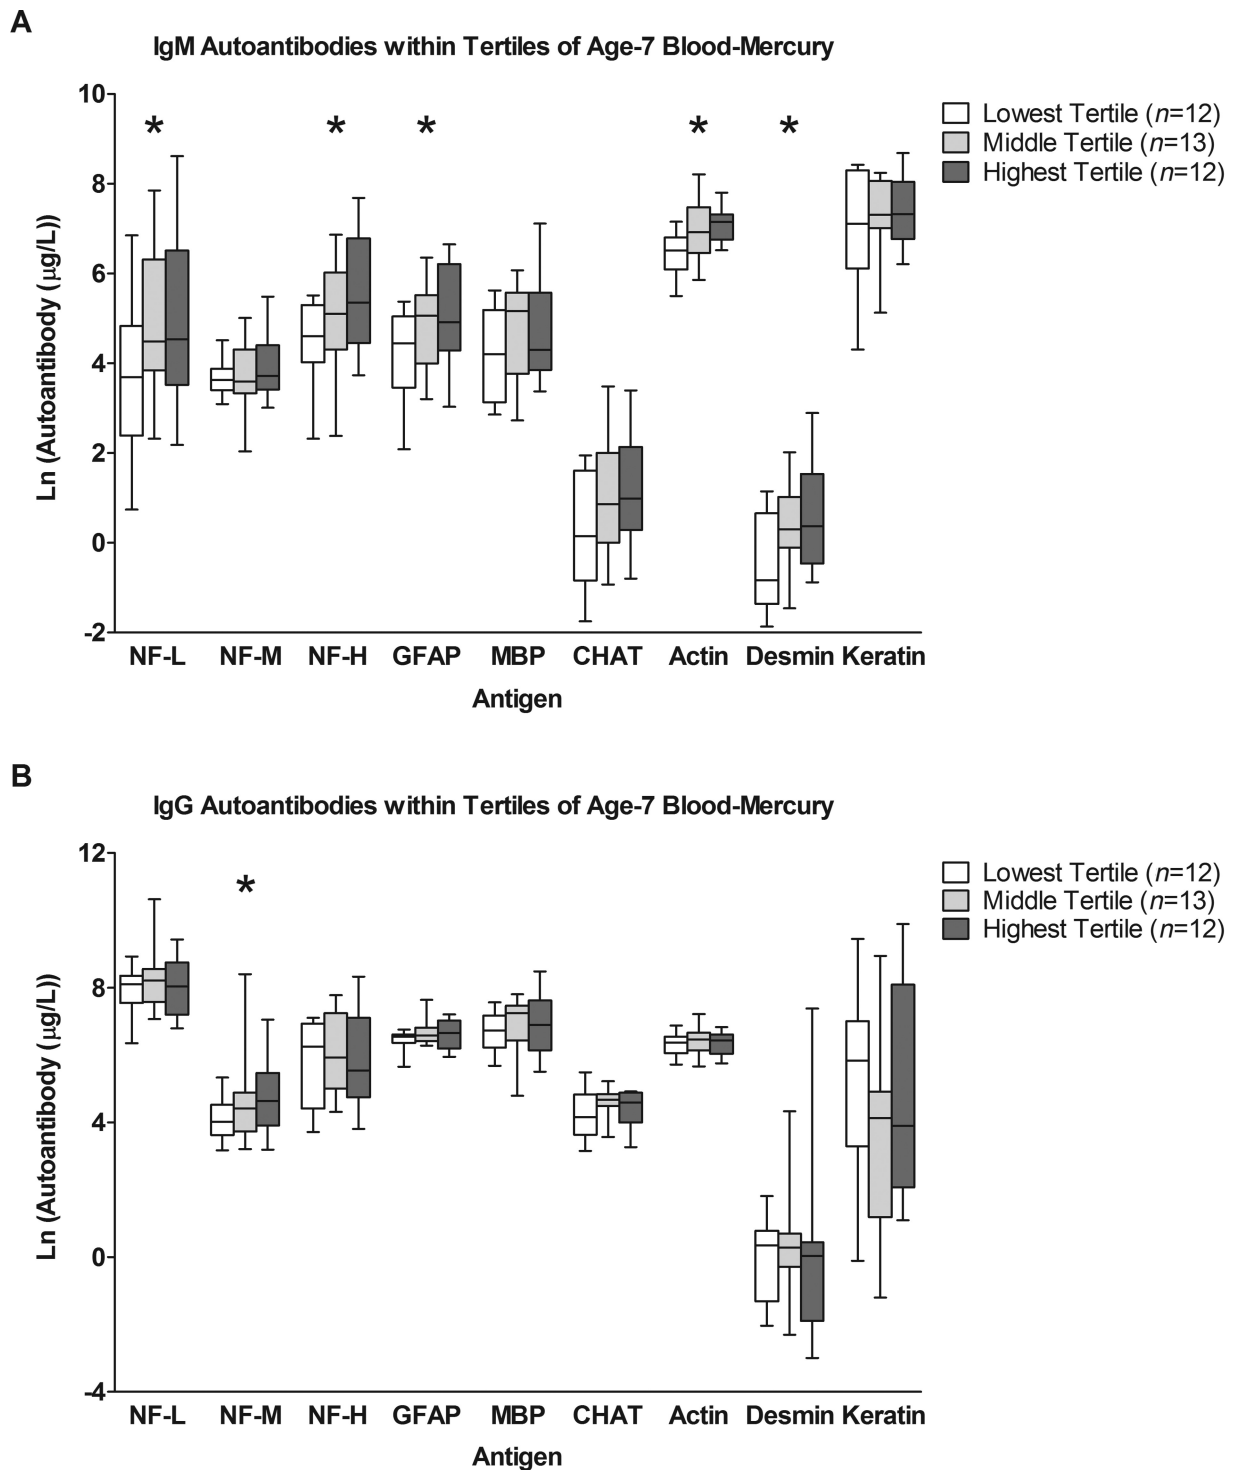 A
IgM Autoantibodies within Tertiles of Age-7 Blood-Mercury
10
8
6
4
2
0
-2
Ln (Autoantibody (µg/L))
*
*
*
*
*
Lowest Tertile (n=12)
Middle Tertile (n=13)
Highest Tertile (n=12)
NF-L NF-M NF-H GFAP MBP CHAT Actin Desmin Keratin
Antigen
B
IgG Autoantibodies within Tertiles of Age-7 Blood-Mercury
12
8
4
0
-4
Ln (Autoantibody (µg/L))
*
Lowest Tertile (n=12)
Middle Tertile (n=13)
Highest Tertile (n=12)
NF-L NF-M NF-H GFAP MBP CHAT Actin Desmin Keratin
Antigen